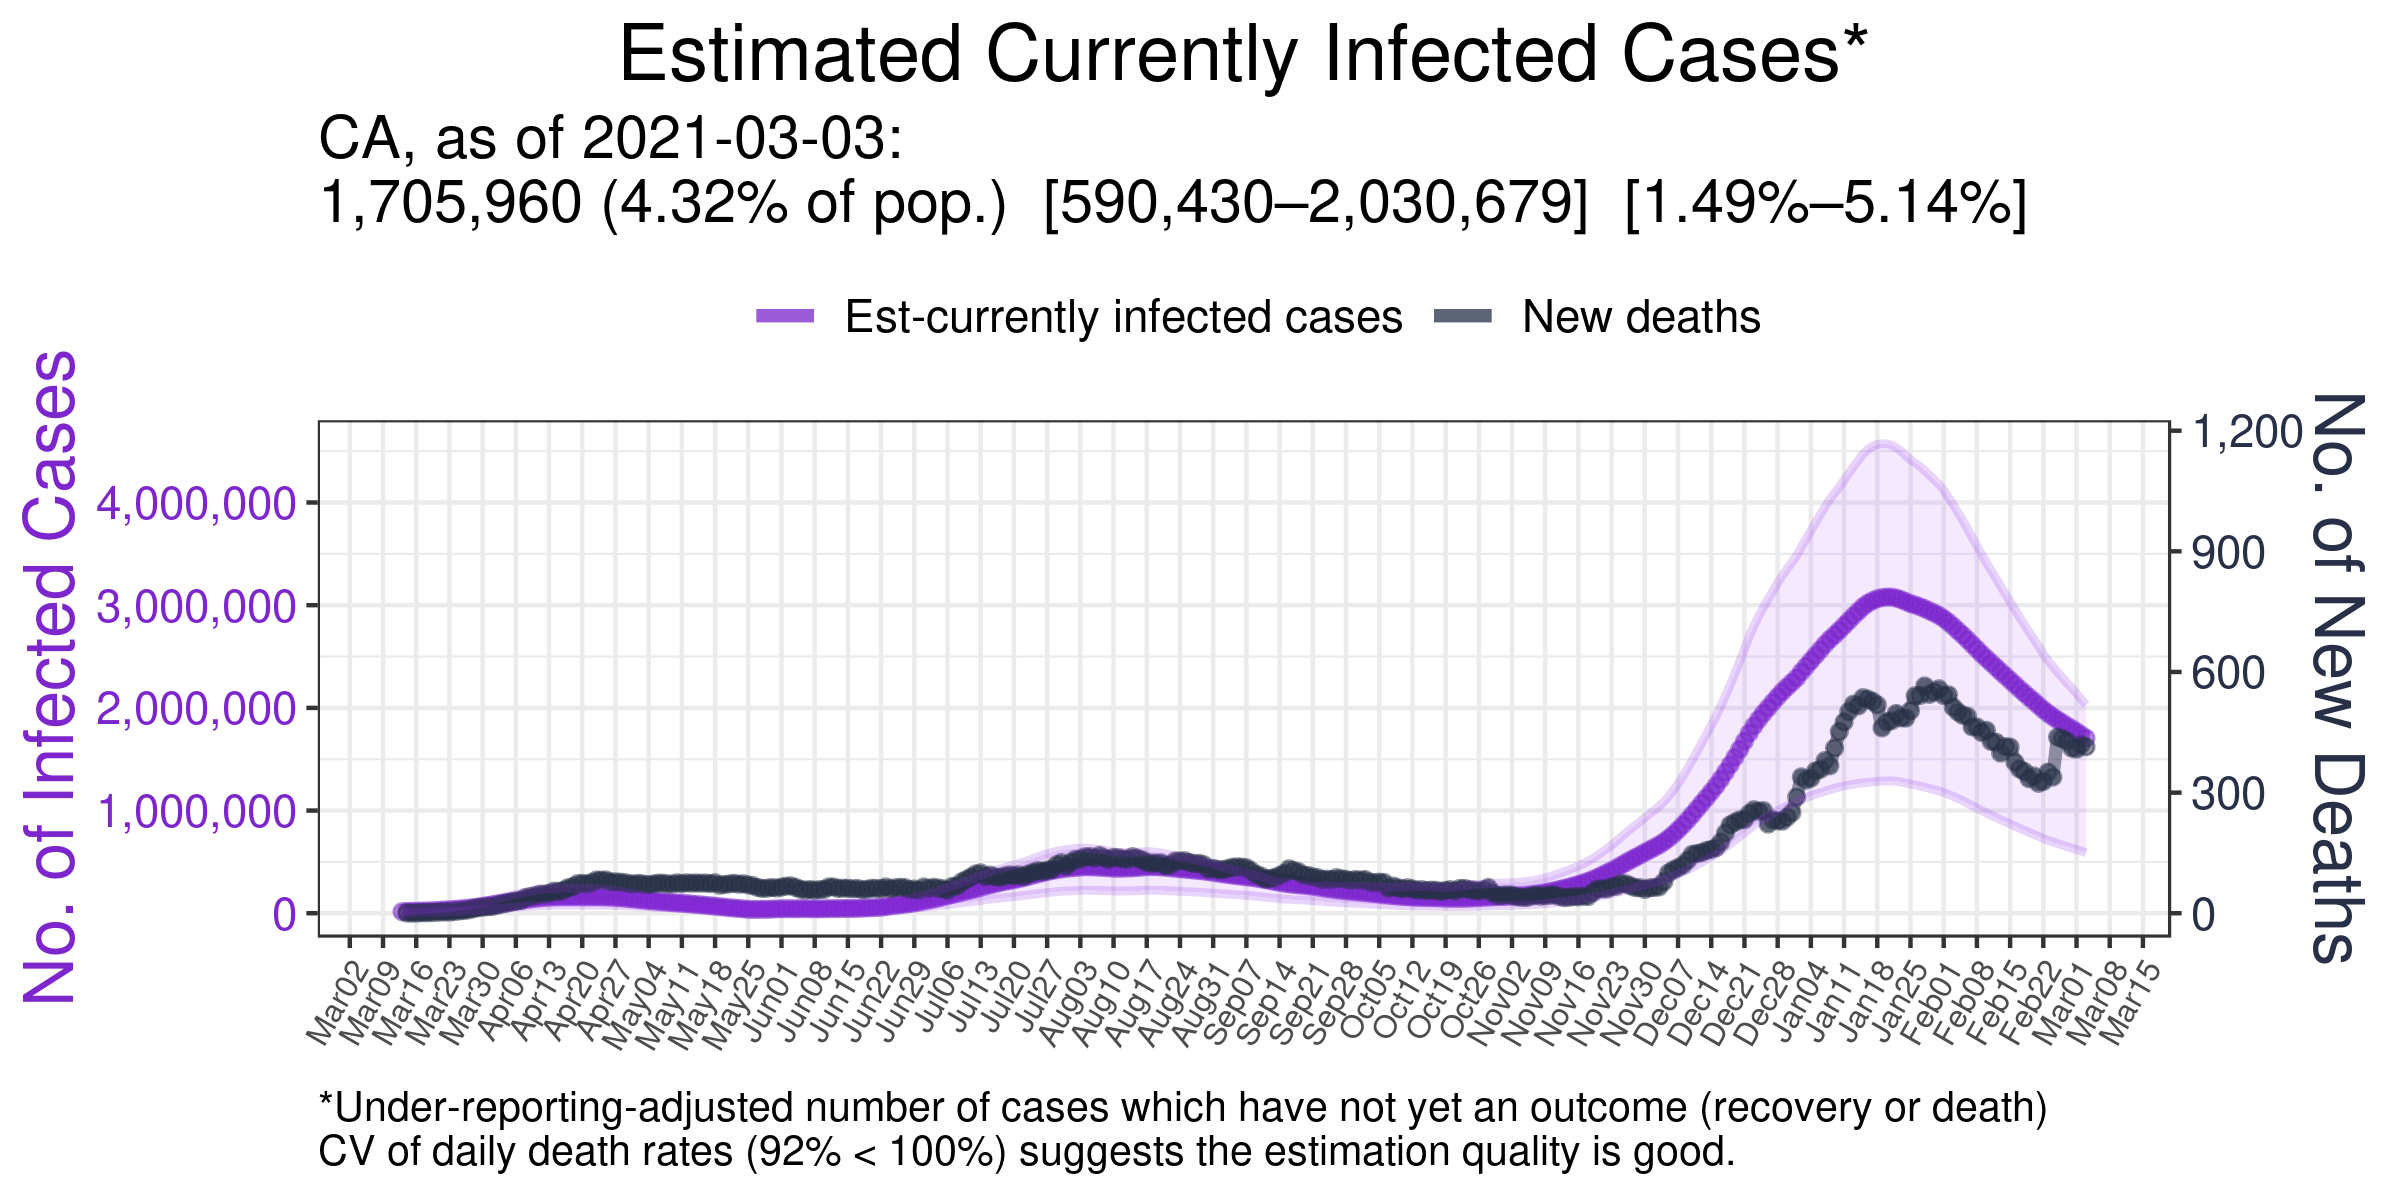 Estimated Currently Infected Cases*
CA, as of 2021-03-03:
1,705,960 (4.32% of pop.) [590,430–2,030,679] [1.49%–5.14%]
Est-currently infected cases New deaths
No. of Infected Cases
4,000,000
3,000,000
2,000,000
1,000,000
0
1,200
900
600
300
0
No. of New Deaths
Mar02 Mar09 Mar16 Mar23 Mar30 Apr06 Apr13 Apr20 Apr27 May04 May11 May18 May25 Jun01 Jun08 Jun15 Jun22 Jun29 Jul06 Jul13 Jul20 Jul27 Aug03 Aug10 Aug17 Aug24 Aug31 Sep07 Sep14 Sep21 Sep28 Oct05 Oct12 Oct19 Oct26 Nov02 Nov09 Nov16 Nov23 Nov30 Dec07 Dec14 Dec21 Dec28 Jan04 Jan11 Jan18 Jan25 Feb01 Feb08 Feb15 Feb22 Mar01 Mar08 Mar15
*Under-reporting-adjusted number of cases which have not yet an outcome (recovery or death)
CV of daily death rates (92% < 100%) suggests the estimation quality is good.